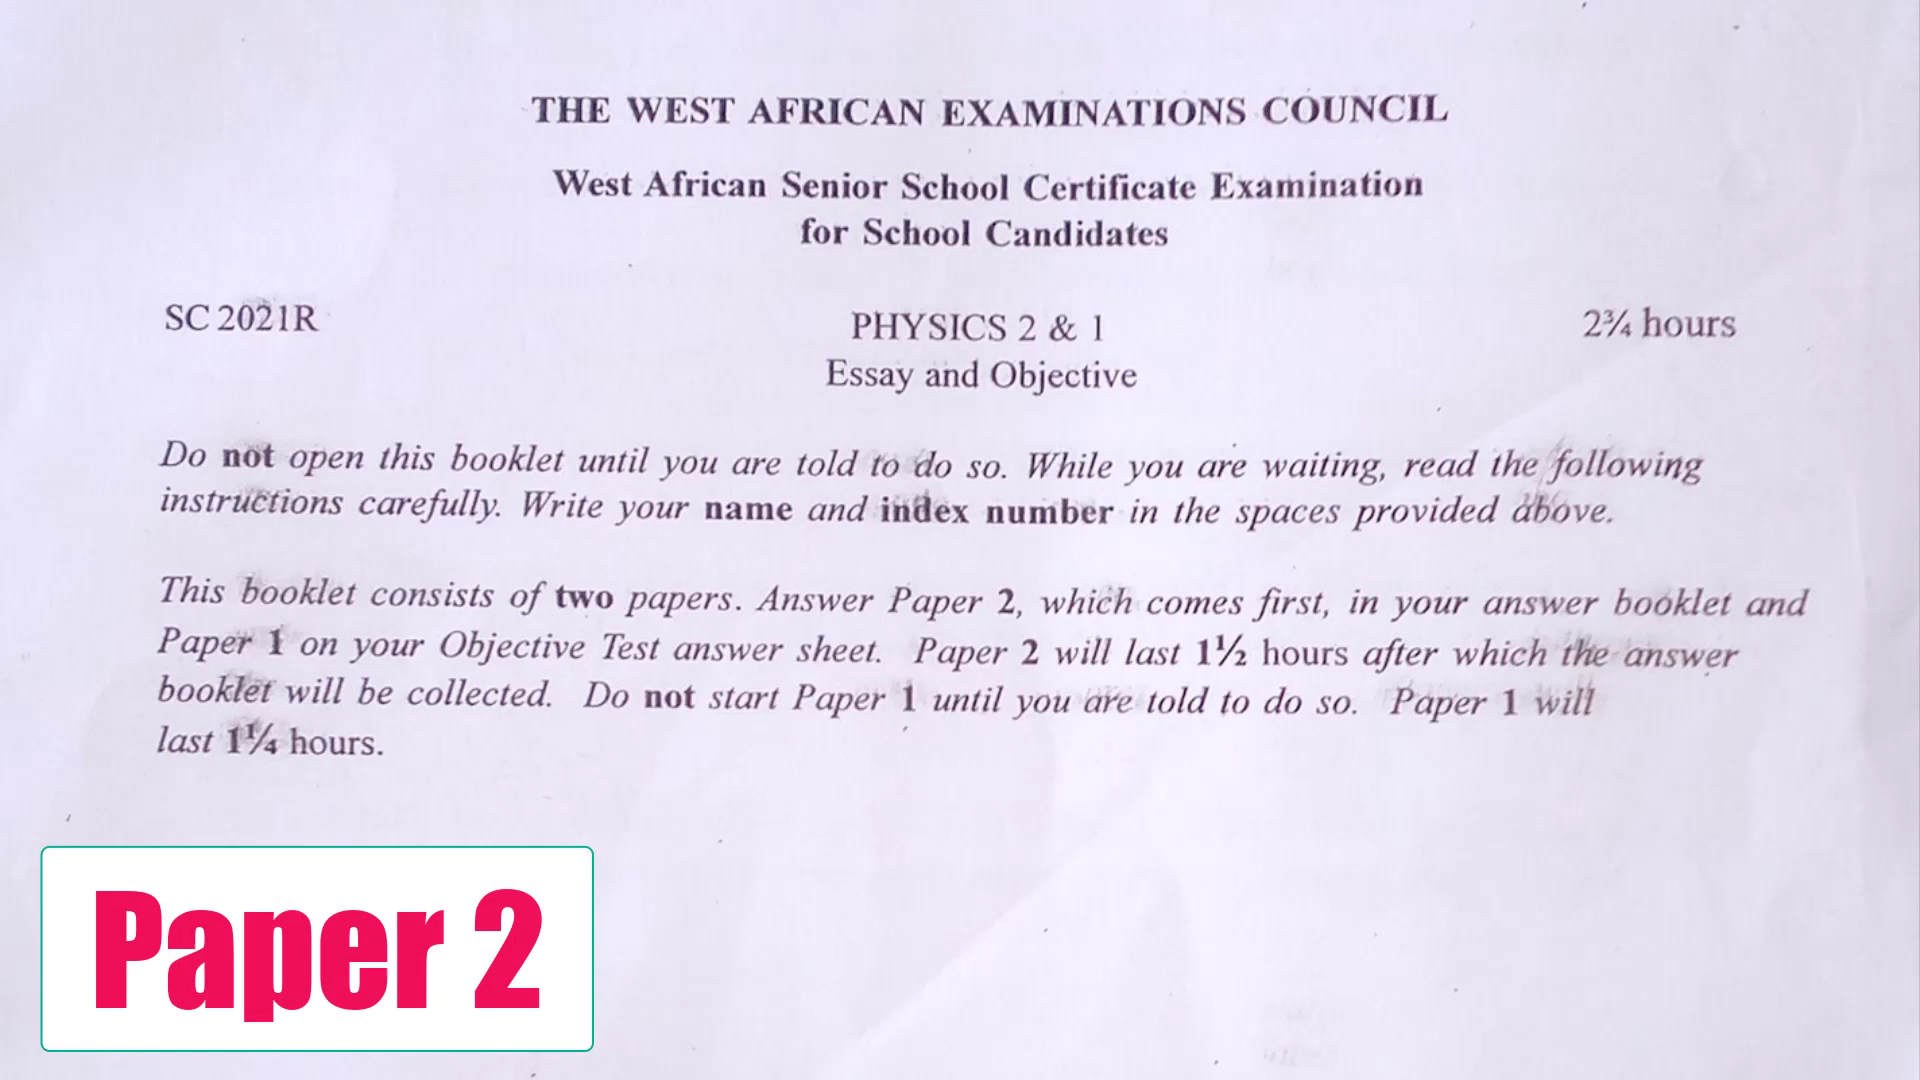 THE WEST AFRICAN EXAMINATIONS COUNCIL
West African Senior School Certificate Examination
for School Candidates
SC 2021R
PHYSICS 2 & 1
2¾ hours
Essay and Objective
Do not open this booklet until you are told to do so. While you are waiting, read the following
instructions carefully. Write your name and index number in the spaces provided above.
This booklet consists of two papers. Answer Paper 2, which comes first, in your answer booklet and
Paper 1 on your Objective Test answer sheet. Paper 2 will last 1½ hours after which the answer
booklet will be collected. Do not start Paper 1 until you are told to do so. Paper 1 will
last 1¼ hours.
Paper 2